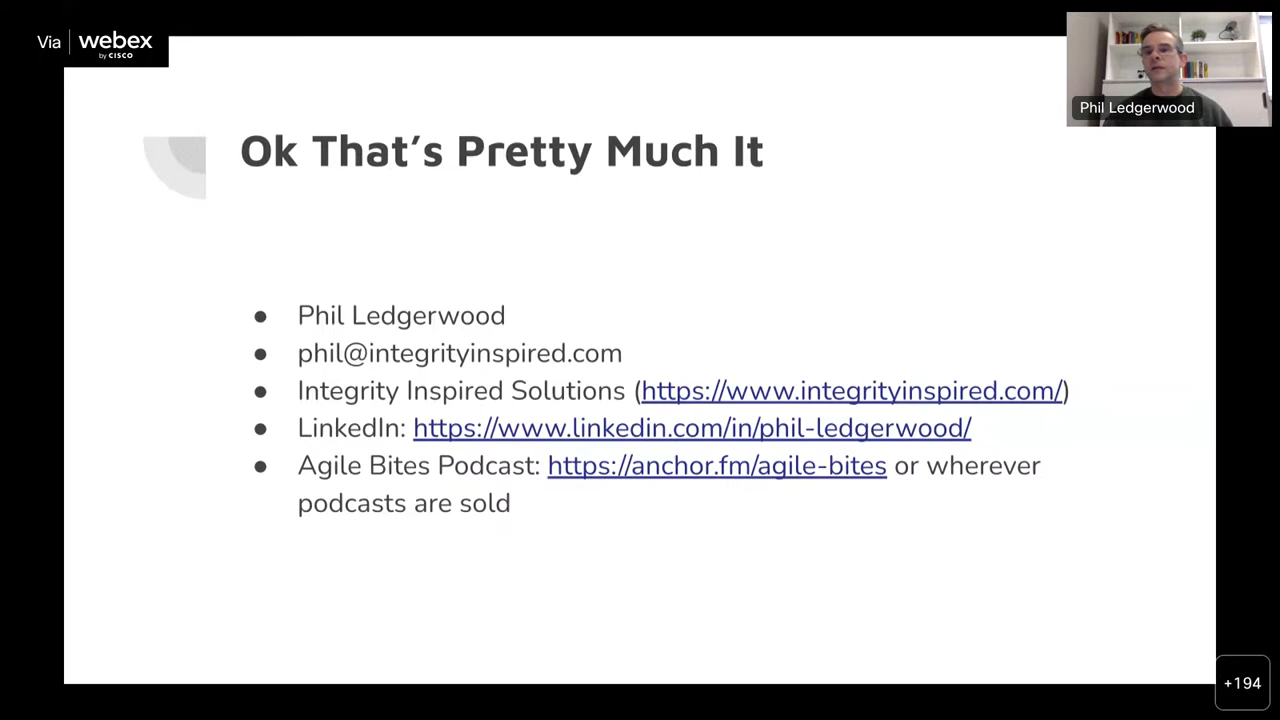 Via webex
by CISCO
Phil Ledgerwood
Ok That's Pretty Much It
● Phil Ledgerwood
● phil@integrityinspired.com
● Integrity Inspired Solutions (https://www.integrityinspired.com/)
● LinkedIn: https://www.linkedin.com/in/phil-ledgerwood/
● Agile Bites Podcast: https://anchor.fm/agile-bites or wherever
podcasts are sold
+194